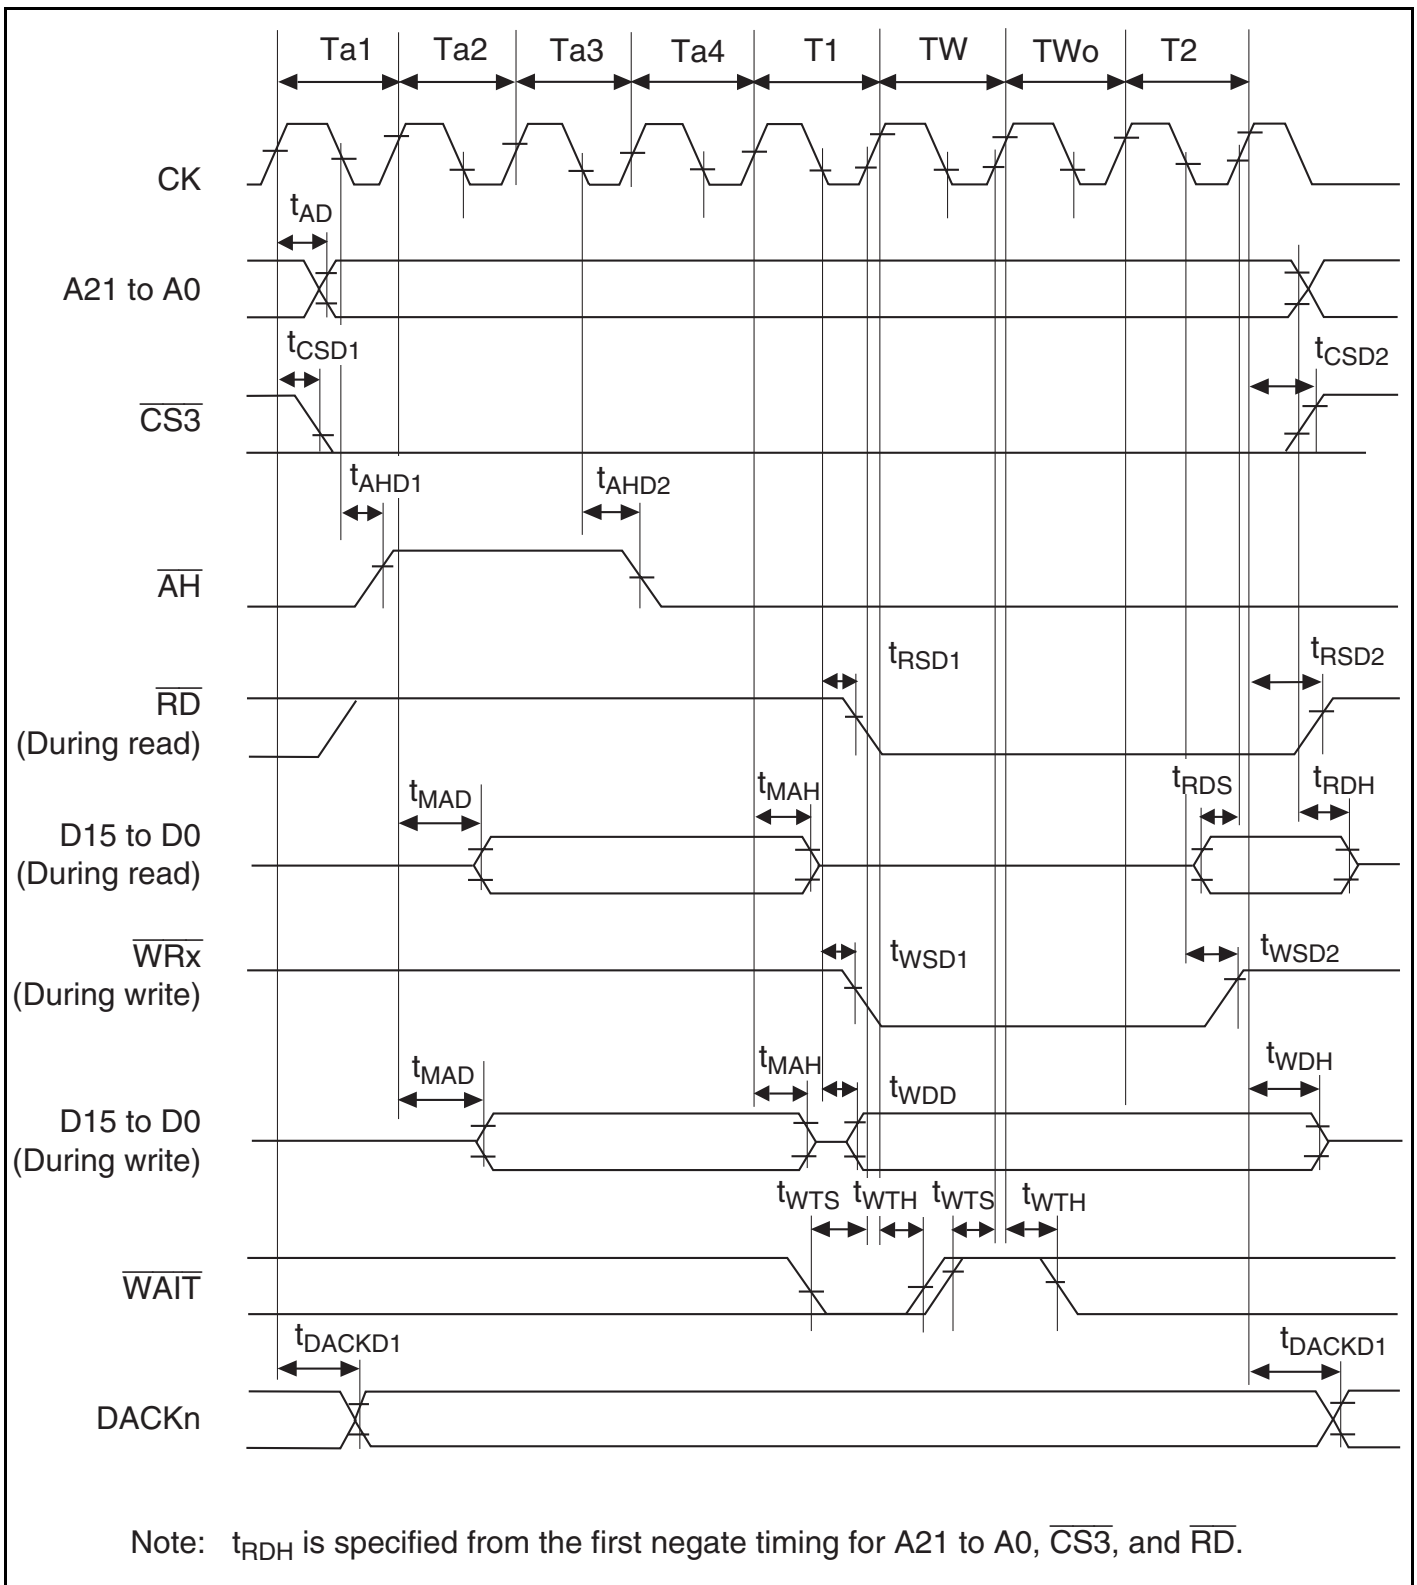 Ta1 Ta2 Ta3 Ta4 T1 TW TWo T2
CK
tAD
A21 to A0
tCSD1 tCSD2
CS3
tAHD1 tAHD2
AH
tRSD1 tRSD2
RD
(During read)
tMAD tMAH tRDS tRDH
D15 to D0
(During read)
WRx
(During write)
tWSD1 tWSD2
tMAD tMAH tWDD tWDH
D15 to D0
(During write)
tWTS tWTH tWTS tWTH
WAIT
tDACKD1 tDACKD1
DACKn
Note: tRDH is specified from the first negate timing for A21 to A0, CS3, and RD.